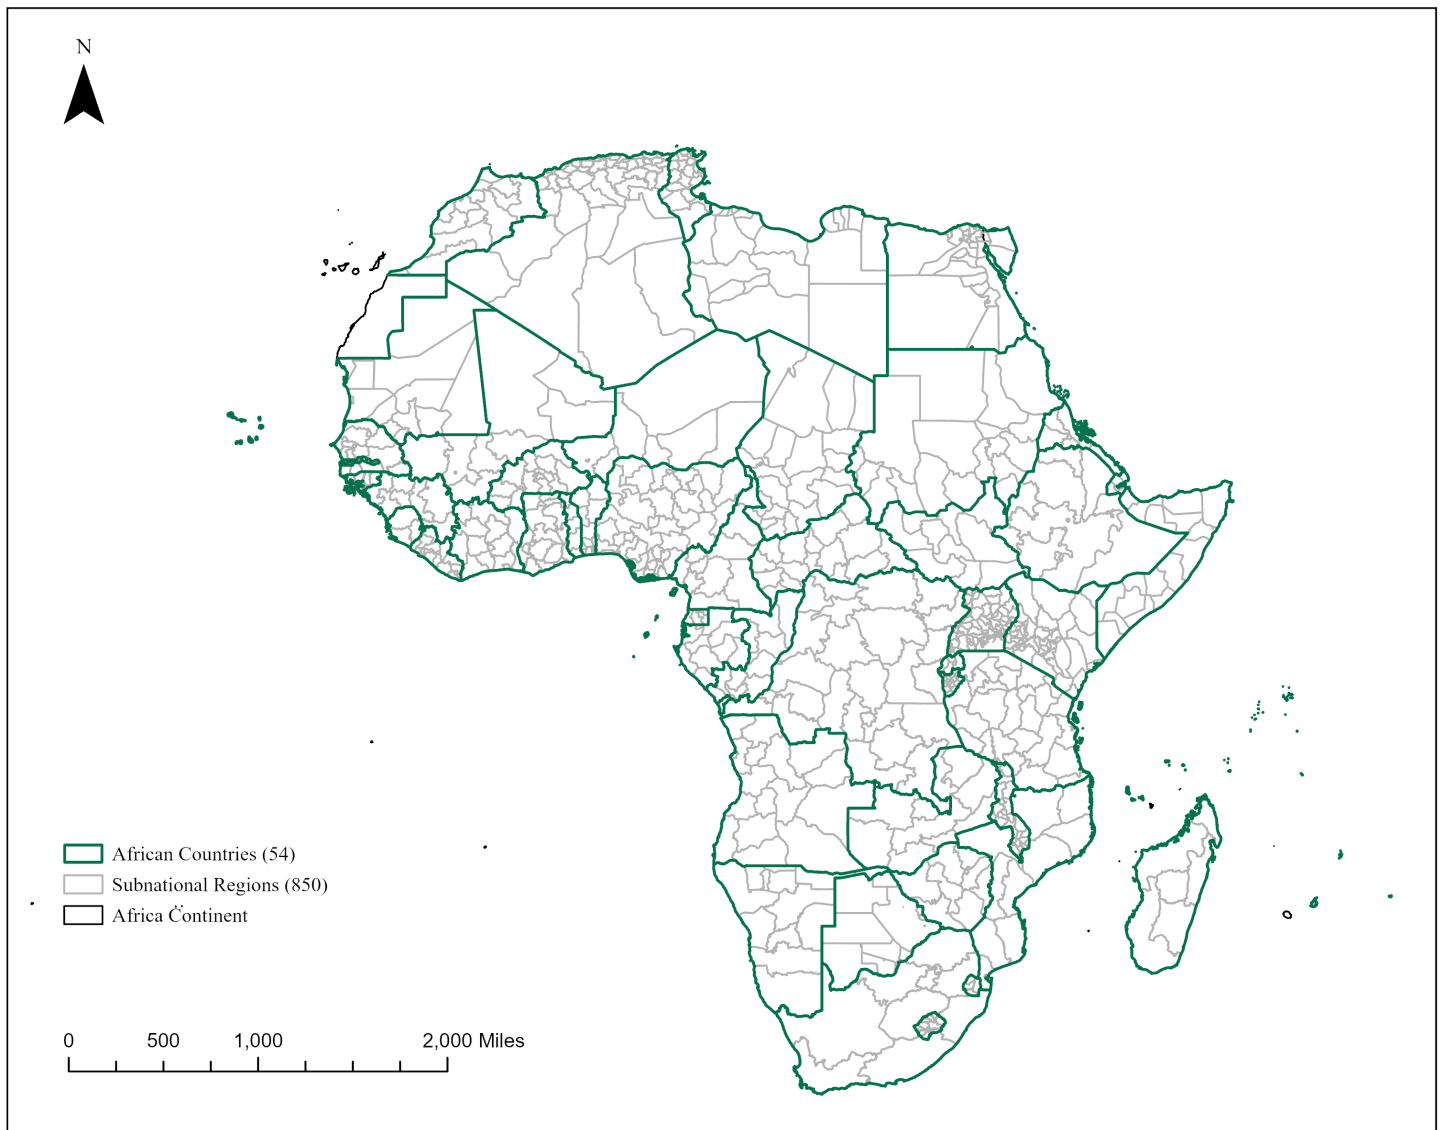 N
African Countries (54)
Subnational Regions (850)
Africa Continent
0 500 1,000 2,000 Miles